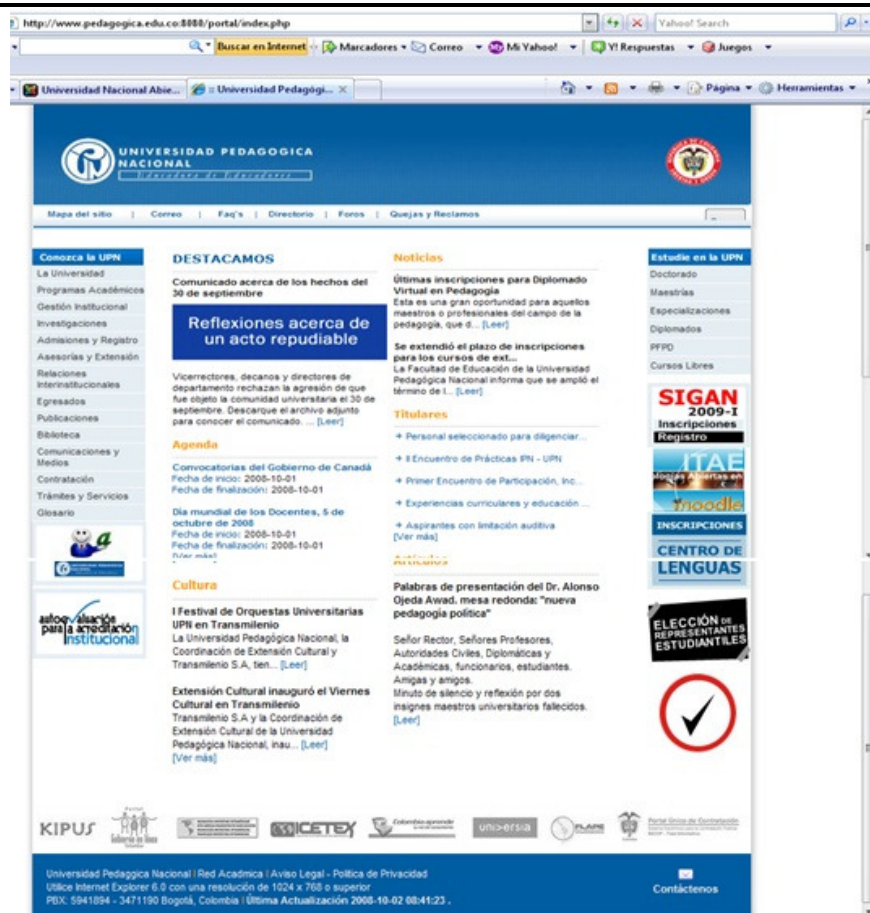 http://www.pedagogica.edu.co:8080/portal/index.php
Yahoo! Search
Buscar en Internet
Marcadores
Correo
Mi Yahoo!
Y! Respuestas
Juegos
Universidad Nacional Abie...
:: Universidad Pedagógi...
Página
Herramientas
UNIVERSIDAD PEDAGOGICA
NACIONAL
Educadora de Educadores
Mapa del sitio | Correo | Faq's | Directorio | Foros | Quejas y Reclamos
Conozca la UPN
La Universidad
Programas Académicos
Gestión Institucional
Investigaciones
Admisiones y Registro
Asesorías y Extensión
Relaciones
Interinstitucionales
Egresados
Publicaciones
Biblioteca
Comunicaciones y
Medios
Contratación
Trámites y Servicios
Glosario
autoevaluación
para la acreditación
institucional
DESTACAMOS
Comunicado acerca de los hechos del
30 de septiembre
Reflexiones acerca de
un acto repudiable
Vicerrectores, decanos y directores de
departamento rechazan la agresión de que
fue objeto la comunidad universitaria el 30 de
septiembre. Descarque el archivo adjunto
para conocer el comunicado. ... [Leer]
Agenda
Convocatorias del Gobierno de Canadá
Fecha de inicio: 2008-10-01
Fecha de finalización: 2008-10-01
Dia mundial de los Docentes, 5 de
octubre de 2008
Fecha de inicio: 2008-10-01
Fecha de finalización: 2008-10-01
[Ver más]
Cultura
I Festival de Orquestas Universitarias
UPN en Transmilenio
La Universidad Pedagógica Nacional, la
Coordinación de Extensión Cultural y
Transmilenio S.A, tien... [Leer]
Extensión Cultural inauguró el Viernes
Cultural en Transmilenio
Transmilenio S.A y la Coordinación de
Extensión Cultural de la Universidad
Pedagógica Nacional, inau... [Leer]
[Ver más]
Noticias
Últimas inscripciones para Diplomado
Virtual en Pedagogia
Esta es una gran oportunidad para aquellos
maestros o profesionales del campo de la
pedagogía, que d... [Leer]
Se extendió el plazo de inscripciones
para los cursos de ext...
La Facultad de Educación de la Universidad
Pedagógica Nacional informa que se amplió el
término de i... [Leer]
Titulares
+ Personal seleccionado para diligenciar...
+ II Encuentro de Prácticas IPN - UPN
+ Primer Encuentro de Participación, Inc...
+ Experiencias curriculares y educación ...
+ Aspirantes con limitación auditiva
[Ver más]
Artículos
Palabras de presentación del Dr. Alonso
Ojeda Awad. mesa redonda: "nueva
pedagogía política"
Señor Rector, Señores Profesores,
Autoridades Civiles, Diplomáticas y
Académicas, funcionarios, estudiantes.
Amigas y amigos.
Minuto de silencio y reflexión por dos
insignes maestros universitarios fallecidos.
[Leer]
Estudie en la UPN
Doctorado
Maestrías
Especializaciones
Diplomados
PFPD
Cursos Libres
SIGAN
2009-I
Inscripciones
Registro
ITAE
moodle
INSCRIPCIONES
CENTRO DE
LENGUAS
ELECCIÓN DE
REPRESENTANTES
ESTUDIANTILES
KIPUS
ICETEX
Colombia aprende
universia
Portal Único de Contratación
Universidad Pedaggica Nacional | Red Acadmica | Aviso Legal - Politica de Privacidad
Utilice Internet Explorer 6.0 con una resolución de 1024 x 768 o superior
PBX: 5941894 - 3471190 Bogotá, Colombia | Última Actualización 2008-10-02 08:41:23 .
Contáctenos